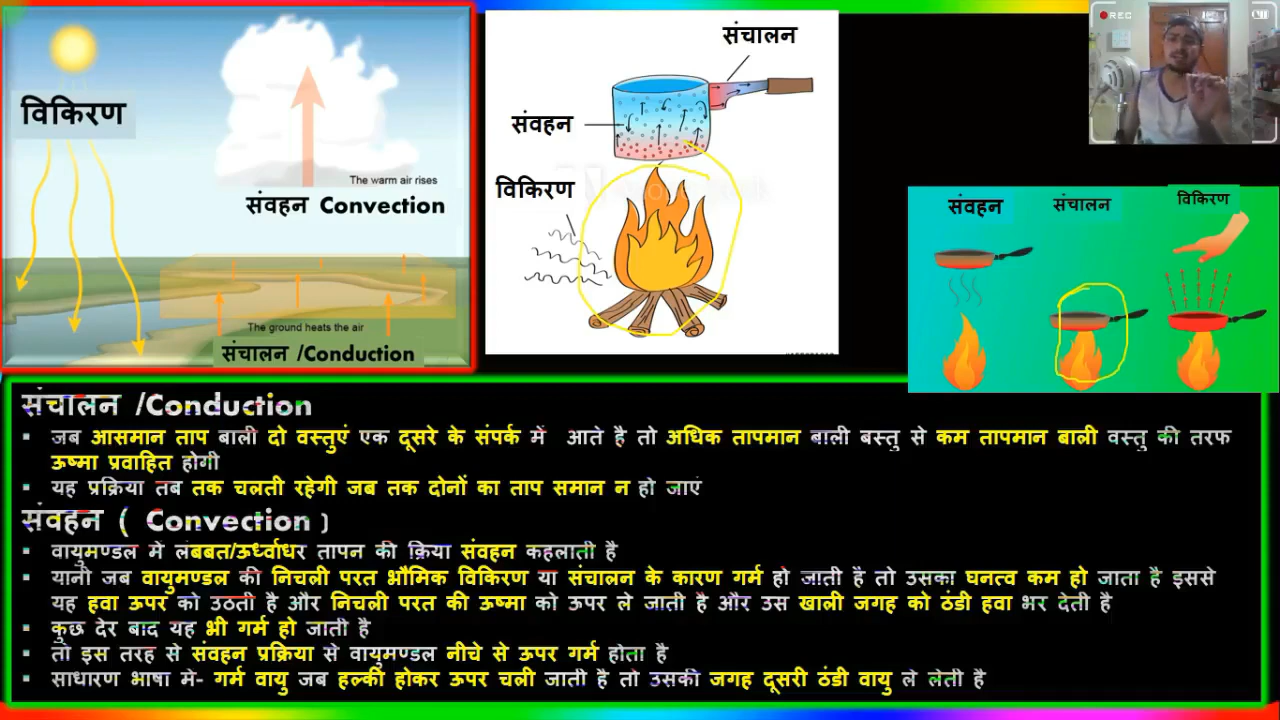 विकिरण
The warm air rises
संवहन Convection
The ground heats the air
संचालन /Conduction
संचालन
संवहन
विकिरण
REC
संवहन संचालन विकिरण
संचालन /Conduction
▪ जब आसमान ताप बाली दो वस्तुएं एक दूसरे के संपर्क में आते है तो अधिक तापमान बाली बस्तु से कम तापमान बाली वस्तु की तरफ
ऊष्मा प्रवाहित होगी
▪ यह प्रक्रिया तब तक चलती रहेगी जब तक दोनों का ताप समान न हो जाएं
संवहन ( Convection )
▪ वायुमण्डल में लंबबत/ऊर्ध्वाधर तापन की क्रिया संवहन कहलाती है
▪ यानी जब वायुमण्डल की निचली परत भौमिक विकिरण या संचालन के कारण गर्म हो जाती है तो उसका घनत्व कम हो जाता है इससे
यह हवा ऊपर को उठती है और निचली परत की ऊष्मा को ऊपर ले जाती है और उस खाली जगह को ठंडी हवा भर देती है
▪ कुछ देर बाद यह भी गर्म हो जाती है
▪ तो इस तरह से संवहन प्रक्रिया से वायुमण्डल नीचे से ऊपर गर्म होता है
▪ साधारण भाषा मे- गर्म वायु जब हल्की होकर ऊपर चली जाती है तो उसकी जगह दूसरी ठंडी वायु ले लेती है